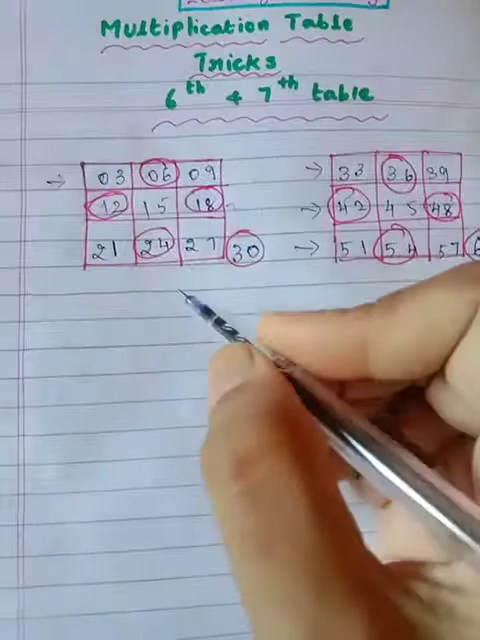 Multiplication Table
Tricks
6th & 7th table
→ 03 06 09
12 15 18
21 24 27 30
→ 33 36 39
→ 42 45 48
→ 51 54 57